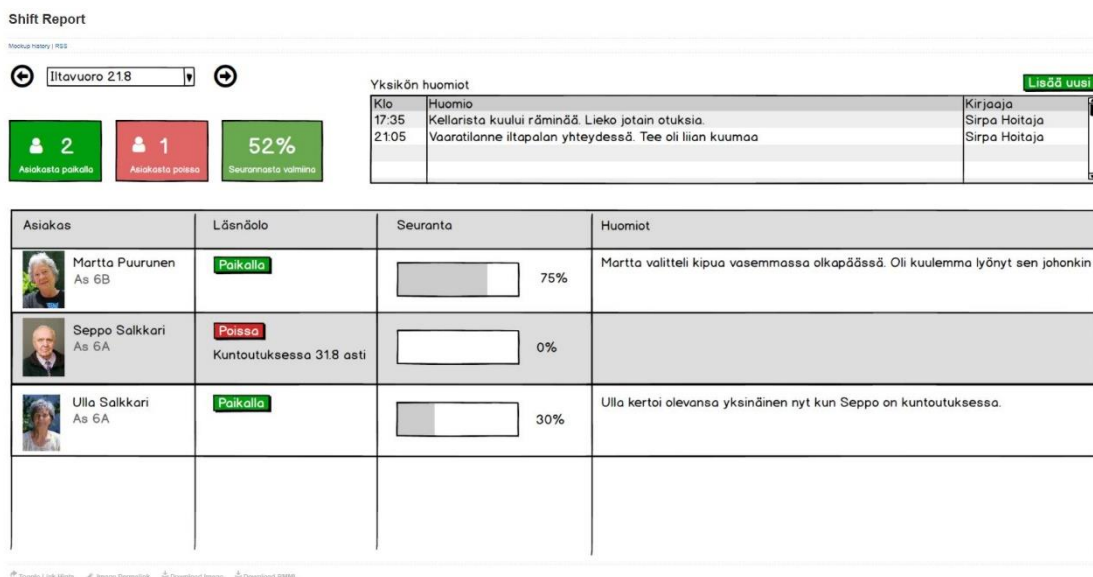 Shift Report
Mockup history | RSS
Iltavuoro 21.8
Yksikön huomiot
Lisää uusi
Klo Huomio Kirjaaja
17:35 Kellarista kuului räminää. Lieko jotain otuksia. Sirpa Hoitaja
21:05 Vaaratilanne iltapalan yhteydessä. Tee oli liian kuumaa Sirpa Hoitaja
2 1 52%
Asiakasta paikalla Asiakasta poissa Seurannasta valmiina
Asiakas Läsnäolo Seuranta Huomiot
Martta Puurunen Paikalla Martta valitteli kipua vasemmassa olkapäässä. Oli kuulemma lyönyt sen johonkin
As 6B 75%
Seppo Salkkari Poissa
As 6A Kuntoutuksessa 31.8 asti 0%
Ulla Salkkari Paikalla Ulla kertoi olevansa yksinäinen nyt kun Seppo on kuntoutuksessa.
As 6A 30%
Download Image